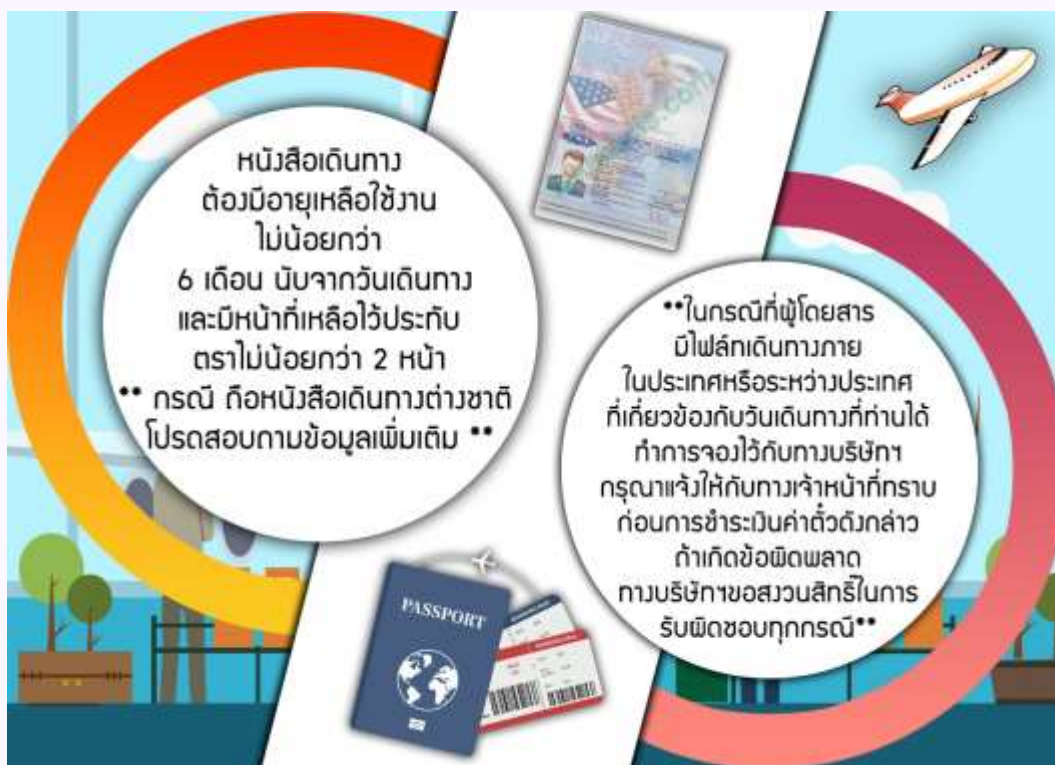 หนังสือเดินทาง
ต้องมีอายุเหลือใช้งาน
ไม่น้อยกว่า
6 เดือน นับจากวันเดินทาง
และมีหน้าที่เหลือไว้ประทับ
ตราไม่น้อยกว่า 2 หน้า
** กรณี ถือหนังสือเดินทางต่างชาติ
โปรดสอบถามข้อมูลเพิ่มเติม **
**ในกรณีที่ผู้โดยสาร
มีไฟล์ทเดินทางภาย
ในประเทศหรือระหว่างประเทศ
ที่เกี่ยวข้องกับวันเดินทางที่ท่านได้
ทำการจองไว้กับทางบริษัทฯ
กรุณาแจ้งให้กับทางเจ้าหน้าที่ทราบ
ก่อนการชำระเงินค่าตั๋วดังกล่าว
ถ้าเกิดข้อผิดพลาด
ทางบริษัทฯขอสงวนสิทธิ์ในการ
รับผิดชอบทุกกรณี**
PASSPORT